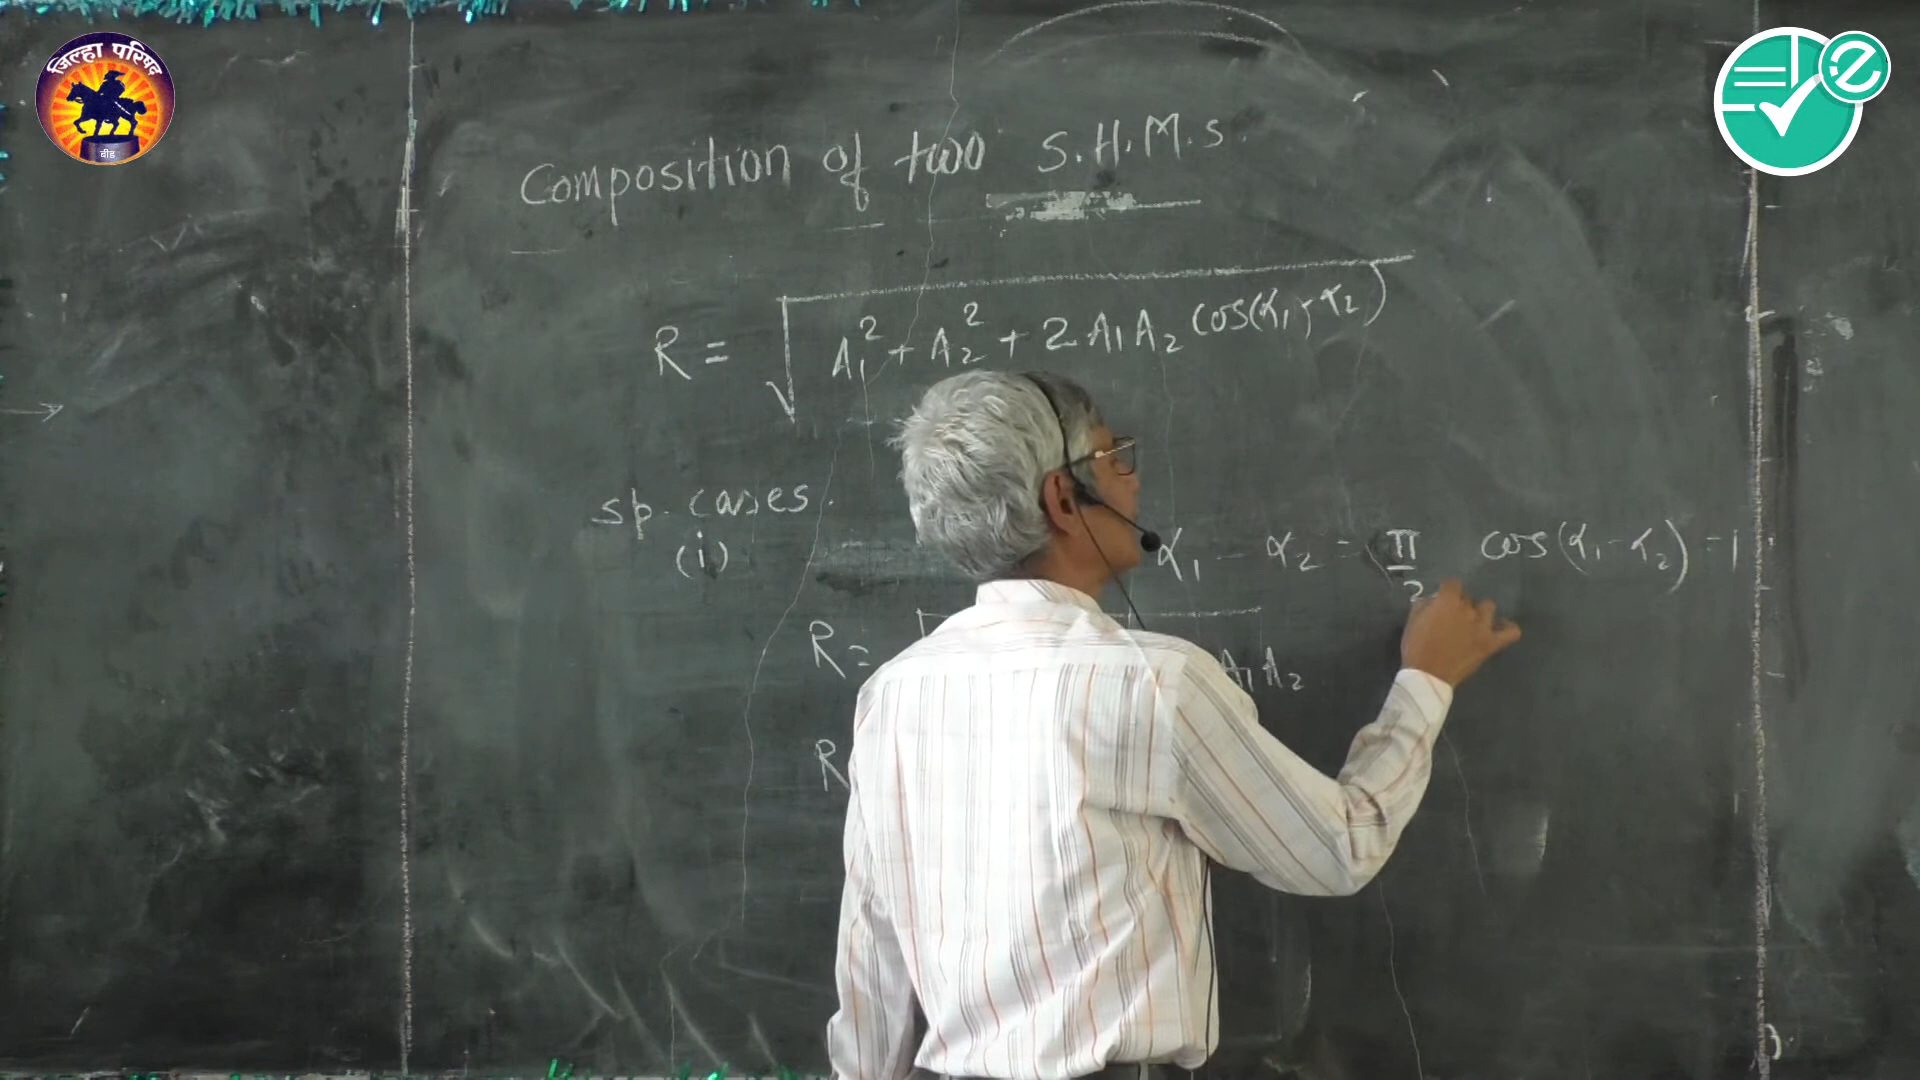 जिल्हा परिषद
बीड
Composition of two S.H.M.s.
R = √A₁² + A₂² + 2A₁A₂ cos(α₁-α₂)
sp. cases.
(i) α₁ - α₂ = π/2 cos(α₁-α₂) = 1
R = A₁A₂
R